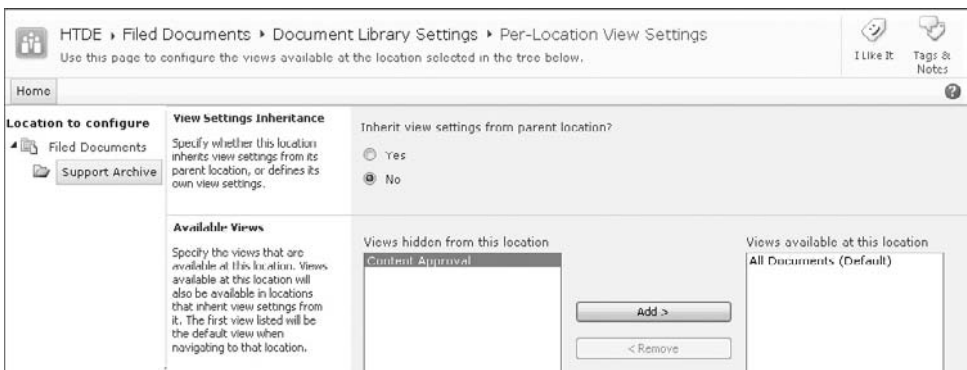 HTDE ▸ Filed Documents ▸ Document Library Settings ▸ Per-Location View Settings
Use this page to configure the views available at the location selected in the tree below.
I Like It
Tags &
Notes
Home
Location to configure
Filed Documents
Support Archive
View Settings Inheritance
Specify whether this location
inherits view settings from its
parent location, or defines its
own view settings.
Inherit view settings from parent location?
Yes
No
Available Views
Specify the views that are
available at this location. Views
available at this location will
also be available in locations
that inherit view settings from
it. The first view listed will be
the default view when
navigating to that location.
Views hidden from this location
Content Approval
Add >
< Remove
Views available at this location
All Documents (Default)